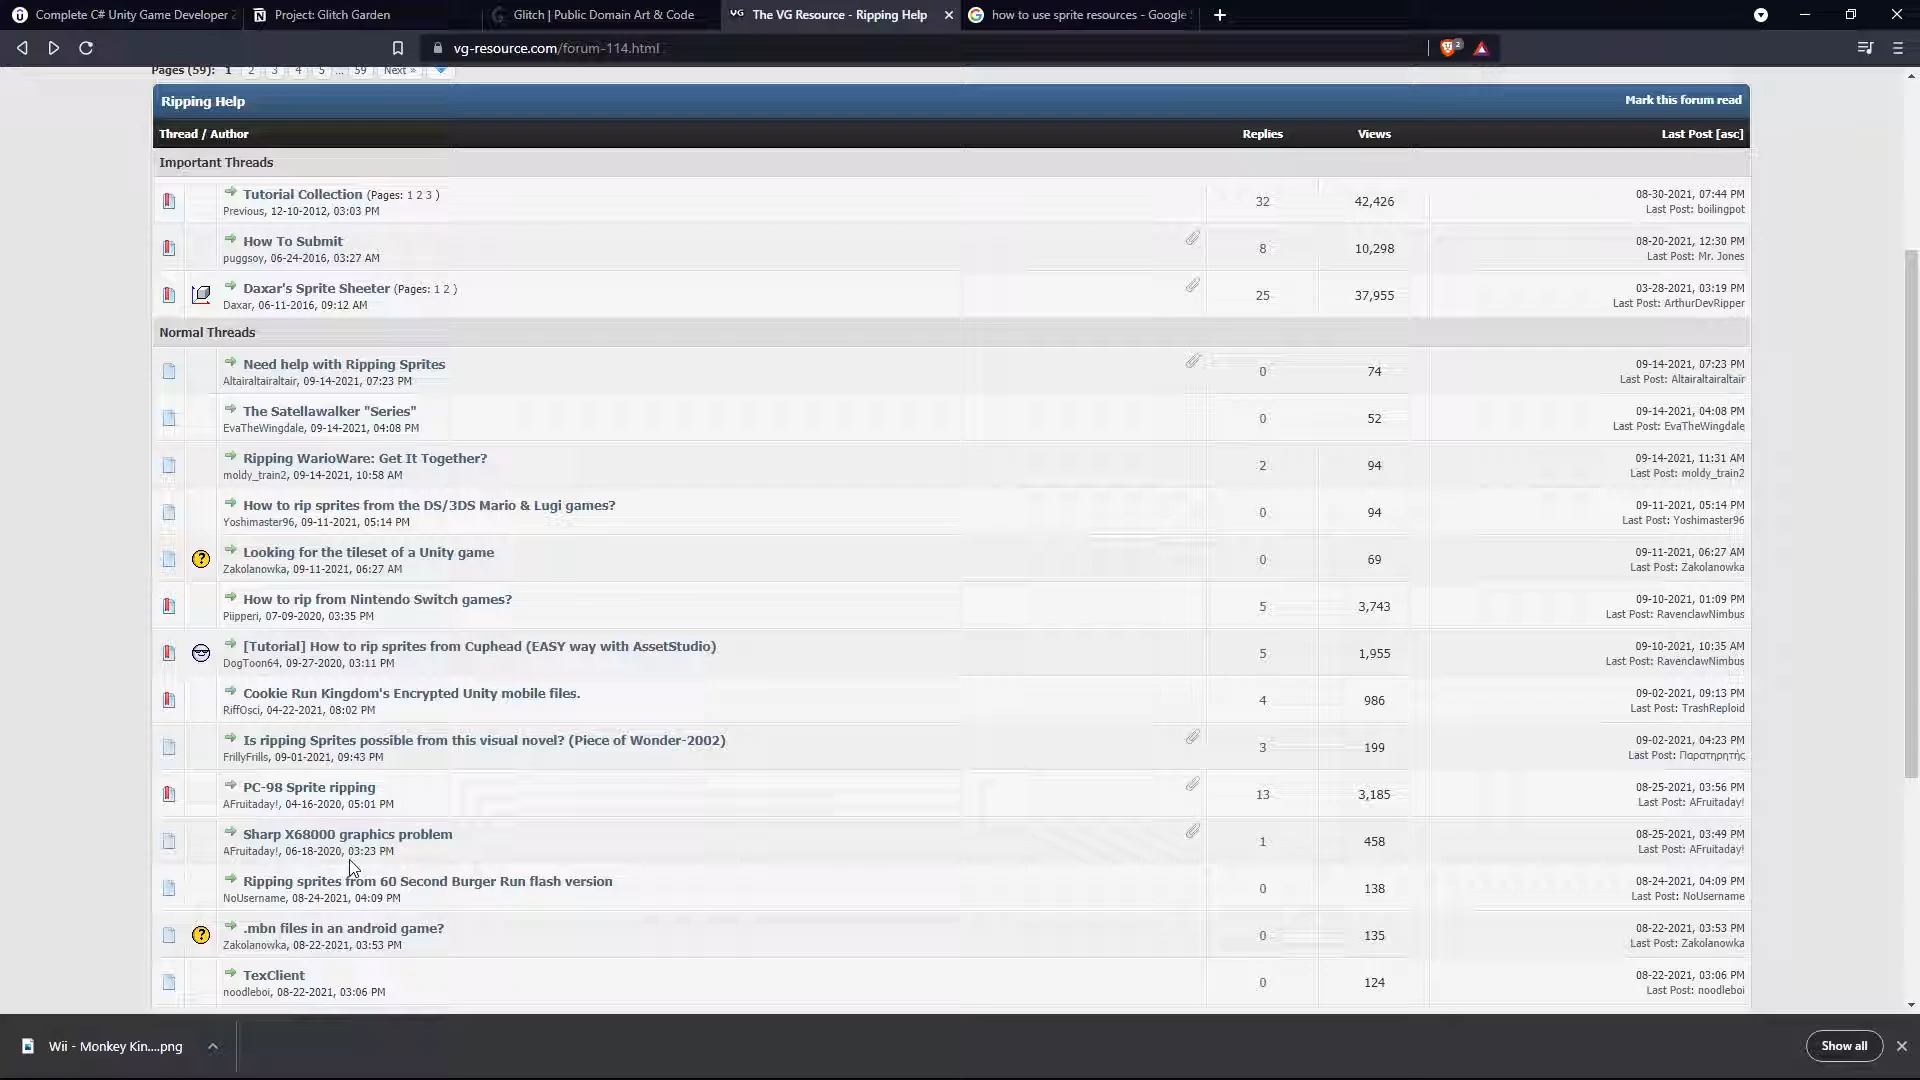 Complete C# Unity Game Developer 2
Project: Glitch Garden
Glitch | Public Domain Art & Code
VG The VG Resource - Ripping Help
how to use sprite resources - Google
vg-resource.com/forum-114.html
2
Pages (59): 1 2 3 4 5 ... 59 Next »
Ripping Help Mark this forum read
Thread / Author Replies Views Last Post [asc]
Important Threads
Tutorial Collection (Pages: 1 2 3 ) 32 42,426 08-30-2021, 07:44 PM
Previous, 12-10-2012, 03:03 PM Last Post: boilingpot
How To Submit 8 10,298 08-20-2021, 12:30 PM
puggsoy, 06-24-2016, 03:27 AM Last Post: Mr. Jones
Daxar's Sprite Sheeter (Pages: 1 2 ) 25 37,955 03-28-2021, 03:19 PM
Daxar, 06-11-2016, 09:12 AM Last Post: ArthurDevRipper
Normal Threads
Need help with Ripping Sprites 0 74 09-14-2021, 07:23 PM
Altairaltairaltair, 09-14-2021, 07:23 PM Last Post: Altairaltairaltair
The Satellawalker "Series" 0 52 09-14-2021, 04:08 PM
EvaTheWingdale, 09-14-2021, 04:08 PM Last Post: EvaTheWingdale
Ripping WarioWare: Get It Together? 2 94 09-14-2021, 11:31 AM
moldy_train2, 09-14-2021, 10:58 AM Last Post: moldy_train2
How to rip sprites from the DS/3DS Mario & Lugi games? 0 94 09-11-2021, 05:14 PM
Yoshimaster96, 09-11-2021, 05:14 PM Last Post: Yoshimaster96
Looking for the tileset of a Unity game 0 69 09-11-2021, 06:27 AM
Zakolanowka, 09-11-2021, 06:27 AM Last Post: Zakolanowka
How to rip from Nintendo Switch games? 5 3,743 09-10-2021, 01:09 PM
Piipperi, 07-09-2020, 03:35 PM Last Post: RavenclawNimbus
[Tutorial] How to rip sprites from Cuphead (EASY way with AssetStudio) 5 1,955 09-10-2021, 10:35 AM
DogToon64, 09-27-2020, 03:11 PM Last Post: RavenclawNimbus
Cookie Run Kingdom's Encrypted Unity mobile files. 4 986 09-02-2021, 09:13 PM
RiffOsci, 04-22-2021, 08:02 PM Last Post: TrashReploid
Is ripping Sprites possible from this visual novel? (Piece of Wonder-2002) 3 199 09-02-2021, 04:23 PM
FrillyFrills, 09-01-2021, 09:43 PM Last Post: Παρατηρητής
PC-98 Sprite ripping 13 3,185 08-25-2021, 03:56 PM
AFruitaday!, 04-16-2020, 05:01 PM Last Post: AFruitaday!
Sharp X68000 graphics problem 1 458 08-25-2021, 03:49 PM
AFruitaday!, 06-18-2020, 03:23 PM Last Post: AFruitaday!
Ripping sprites from 60 Second Burger Run flash version 0 138 08-24-2021, 04:09 PM
NoUsername, 08-24-2021, 04:09 PM Last Post: NoUsername
.mbn files in an android game? 0 135 08-22-2021, 03:53 PM
Zakolanowka, 08-22-2021, 03:53 PM Last Post: Zakolanowka
TexClient 0 124 08-22-2021, 03:06 PM
noodleboi, 08-22-2021, 03:06 PM Last Post: noodleboi
Wii - Monkey Kin....png
Show all